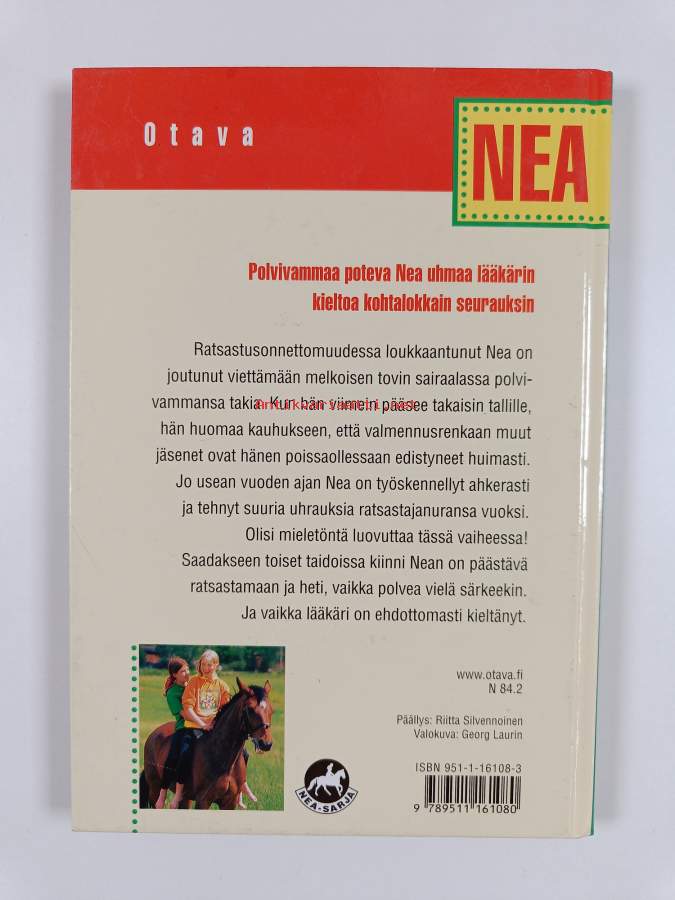 Otava
NEA
Polvivammaa poteva Nea uhmaa lääkärin
kieltoa kohtalokkain seurauksin
Ratsastusonnettomuudessa loukkaantunut Nea on
joutunut viettämään melkoisen tovin sairaalassa polvi-
vammansa takia. Kun hän viimein pääsee takaisin tallille,
antikvariaatti.net
hän huomaa kauhukseen, että valmennusrenkaan muut
jäsenet ovat hänen poissaollessaan edistyneet huimasti.
Jo usean vuoden ajan Nea on työskennellyt ahkerasti
ja tehnyt suuria uhrauksia ratsastajanuransa vuoksi.
Olisi mieletöntä luovuttaa tässä vaiheessa!
Saadakseen toiset taidoissa kiinni Nean on päästävä
ratsastamaan ja heti, vaikka polvea vielä särkeekin.
Ja vaikka lääkäri on ehdottomasti kieltänyt.
www.otava.fi
N 84.2
Päällys: Riitta Silvennoinen
Valokuva: Georg Laurin
ISBN 951-1-16108-3
9 789511 161080
NEA-SARJA